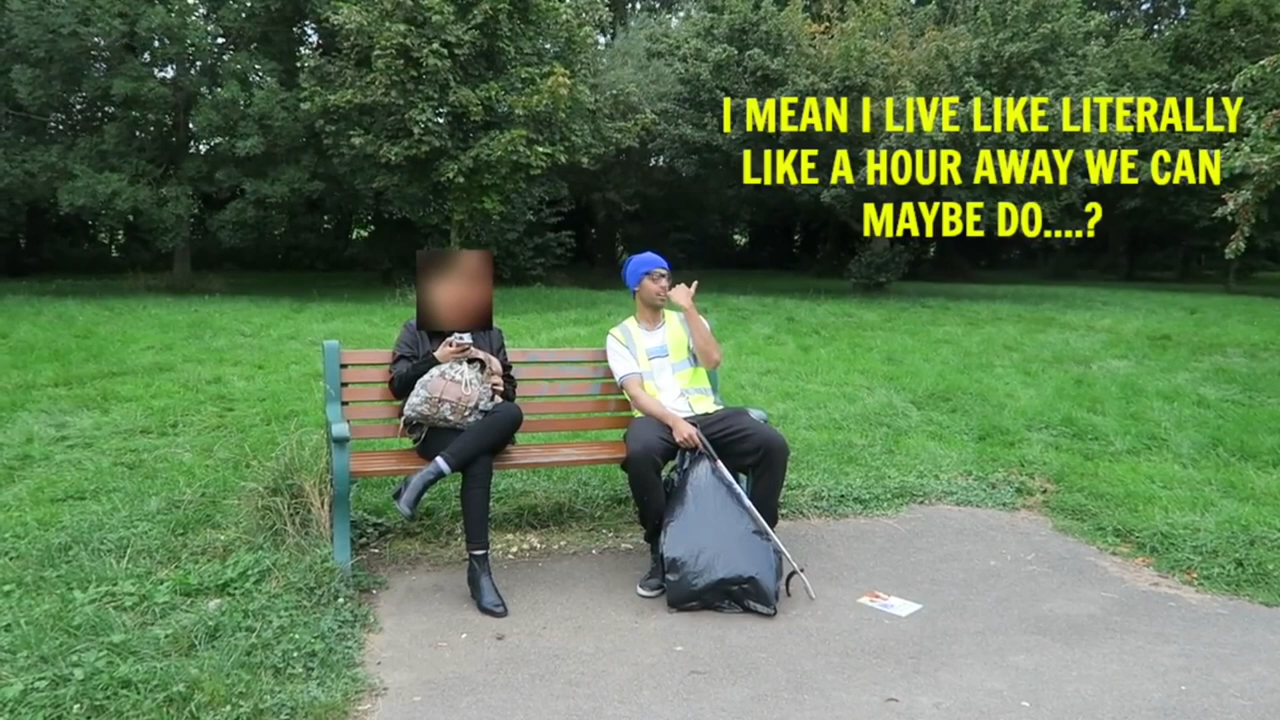 I MEAN I LIVE LIKE LITERALLY
LIKE A HOUR AWAY WE CAN
MAYBE DO....?